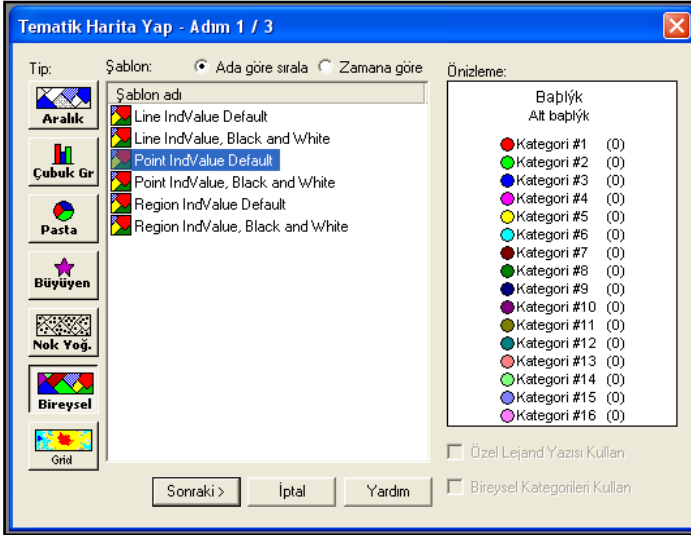 Tematik Harita Yap - Adım 1 / 3
Tip:
Aralık
Çubuk Gr
Pasta
Büyüyen
Nok Yoğ.
Bireysel
Grid
Şablon: Ada göre sırala Zamana göre
Şablon adı
Line IndValue Default
Line IndValue, Black and White
Point IndValue Default
Point IndValue, Black and White
Region IndValue Default
Region IndValue, Black and White
Önizleme:
Baþlýk
Alt baþlýk
Kategori #1 (0)
Kategori #2 (0)
Kategori #3 (0)
Kategori #4 (0)
Kategori #5 (0)
Kategori #6 (0)
Kategori #7 (0)
Kategori #8 (0)
Kategori #9 (0)
Kategori #10 (0)
Kategori #11 (0)
Kategori #12 (0)
Kategori #13 (0)
Kategori #14 (0)
Kategori #15 (0)
Kategori #16 (0)
Özel Lejand Yazısı Kullan
Bireysel Kategorileri Kullan
Sonraki > İptal Yardım